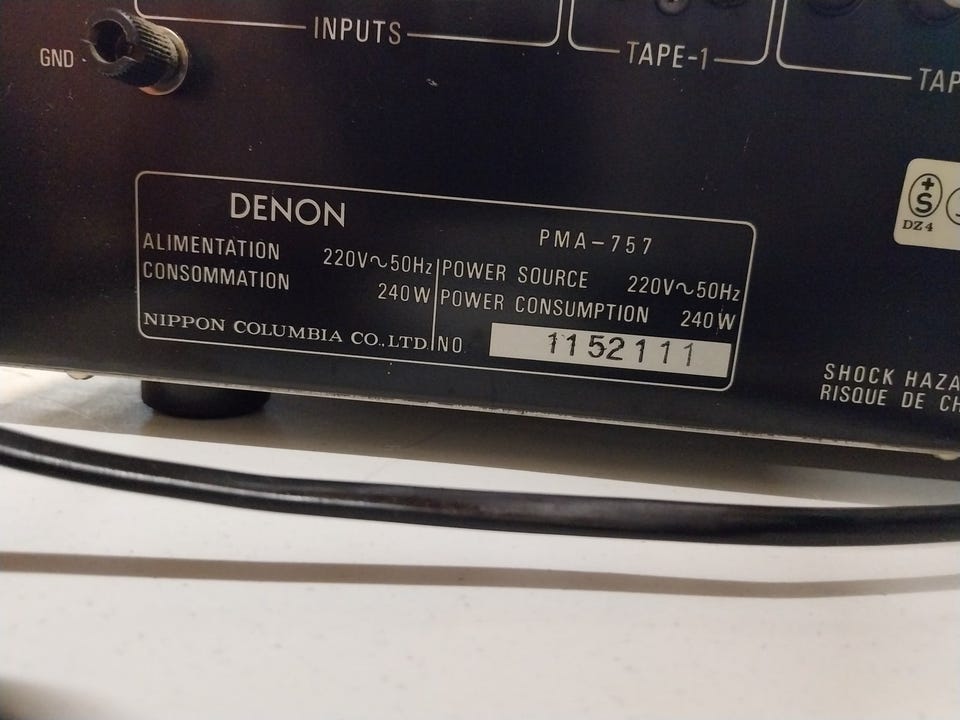 INPUTS
GND
TAPE-1
TAP
DENON
PMA-757
ALIMENTATION 220V~50Hz
CONSOMMATION 240W
POWER SOURCE 220V~50Hz
POWER CONSUMPTION 240W
NIPPON COLUMBIA CO.,LTD.
NO. 1152111
+
S
DZ4
SHOCK HAZA
RISQUE DE CH